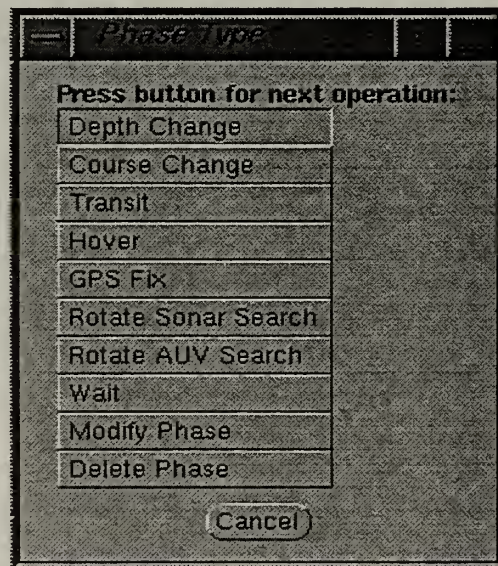 Phase Type
Press button for next operation:
Depth Change
Course Change
Transit
Hover
GPS Fix
Rotate Sonar Search
Rotate AUV Search
Wait
Modify Phase
Delete Phase
Cancel